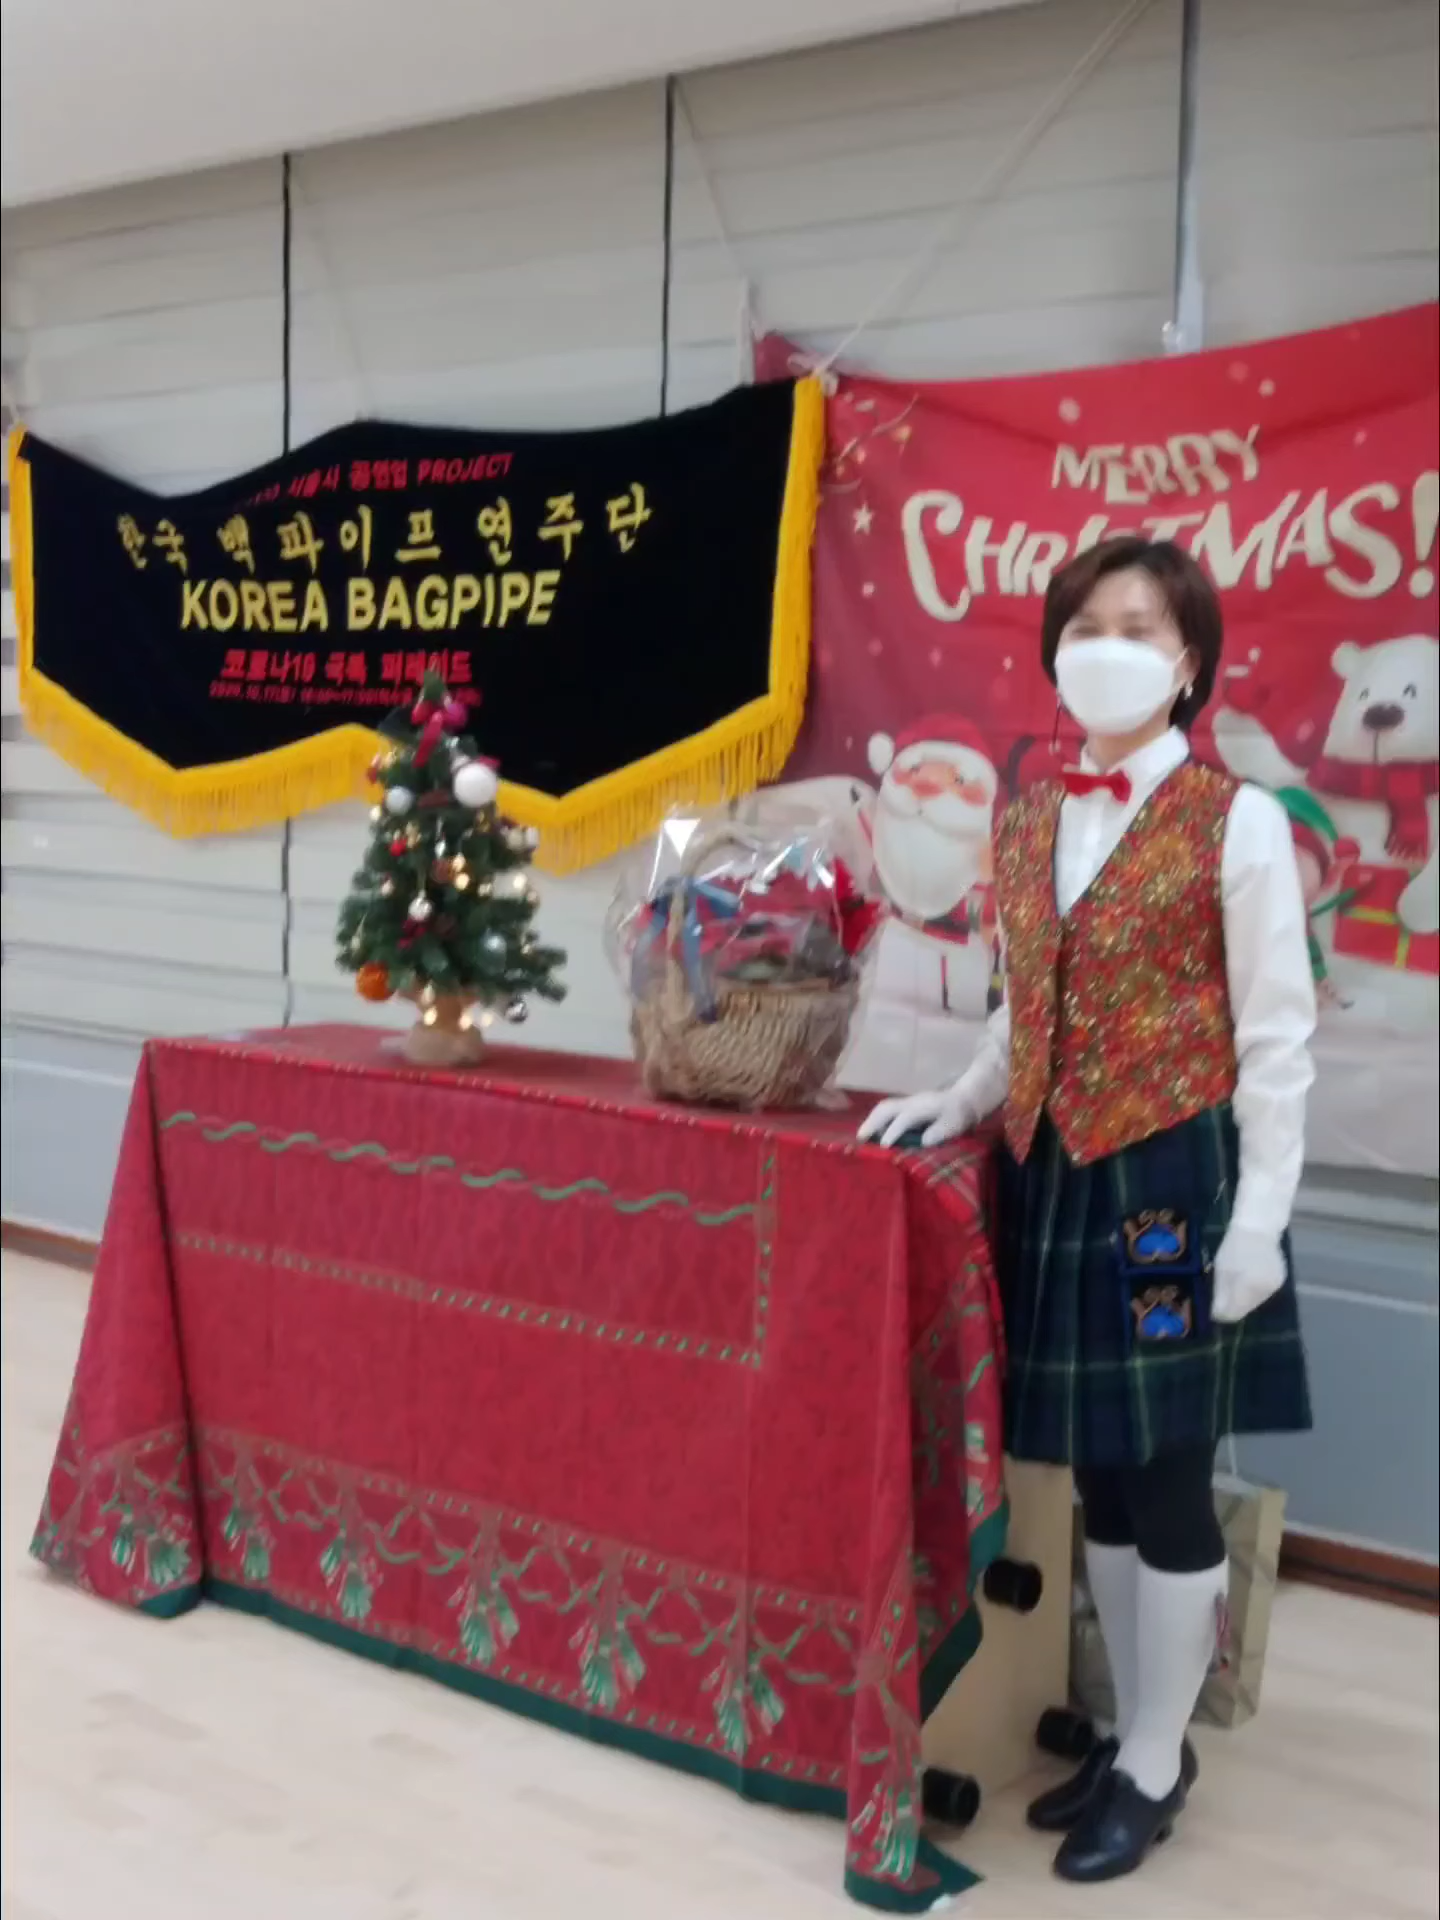 서울시 공연업 PROJECT
한국 백파이프 연주단
KOREA BAGPIPE
코로나19 극복 퍼레이드
MERRY
CHRISTMAS!